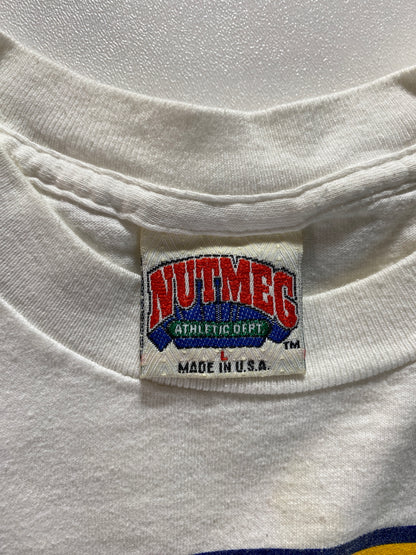 NUTMEG
ATHLETIC DEPT.
TM
L
MADE IN U.S.A.